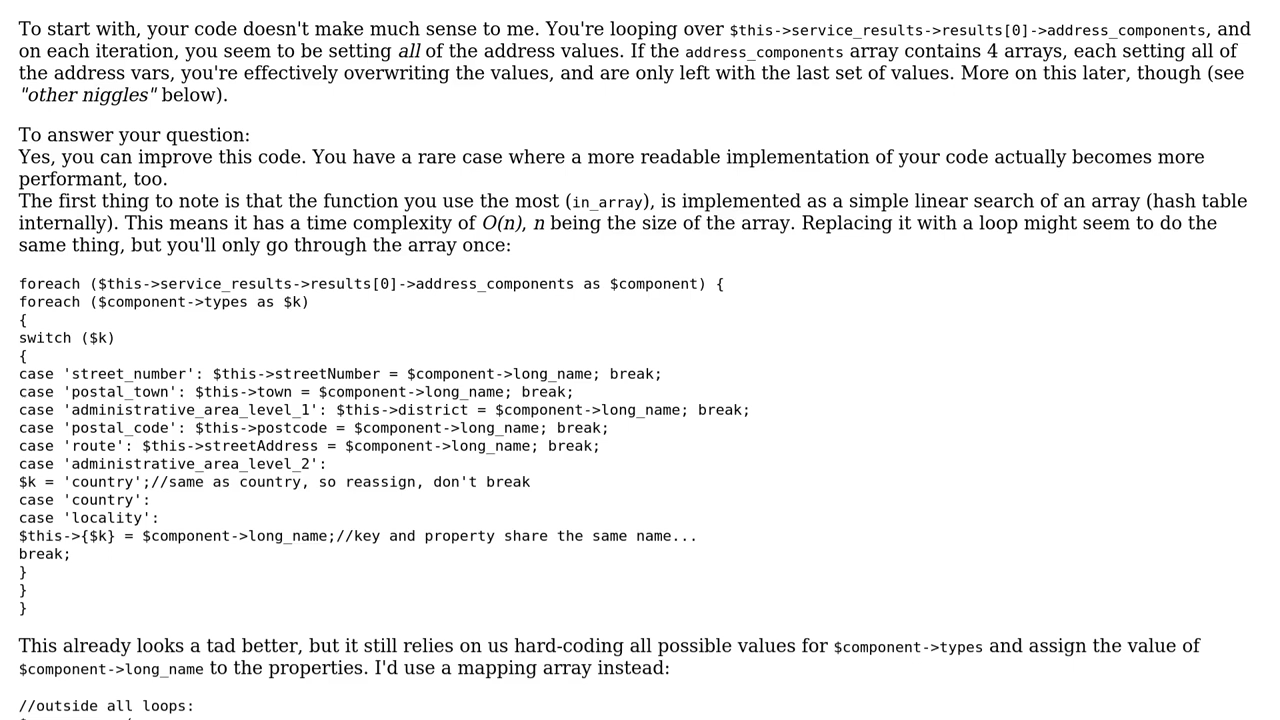 To start with, your code doesn't make much sense to me. You're looping over $this->service_results->results[0]->address_components, and
on each iteration, you seem to be setting all of the address values. If the address_components array contains 4 arrays, each setting all of
the address vars, you're effectively overwriting the values, and are only left with the last set of values. More on this later, though (see
"other niggles" below).
To answer your question:
Yes, you can improve this code. You have a rare case where a more readable implementation of your code actually becomes more
performant, too.
The first thing to note is that the function you use the most (in_array), is implemented as a simple linear search of an array (hash table
internally). This means it has a time complexity of O(n), n being the size of the array. Replacing it with a loop might seem to do the
same thing, but you'll only go through the array once:
foreach ($this->service_results->results[0]->address_components as $component) {
foreach ($component->types as $k)
{
switch ($k)
{
case 'street_number': $this->streetNumber = $component->long_name; break;
case 'postal_town': $this->town = $component->long_name; break;
case 'administrative_area_level_1': $this->district = $component->long_name; break;
case 'postal_code': $this->postcode = $component->long_name; break;
case 'route': $this->streetAddress = $component->long_name; break;
case 'administrative_area_level_2':
$k = 'country';//same as country, so reassign, don't break
case 'country':
case 'locality':
$this->{$k} = $component->long_name;//key and property share the same name...
break;
}
}
}
This already looks a tad better, but it still relies on us hard-coding all possible values for $component->types and assign the value of
$component->long_name to the properties. I'd use a mapping array instead:
//outside all loops: